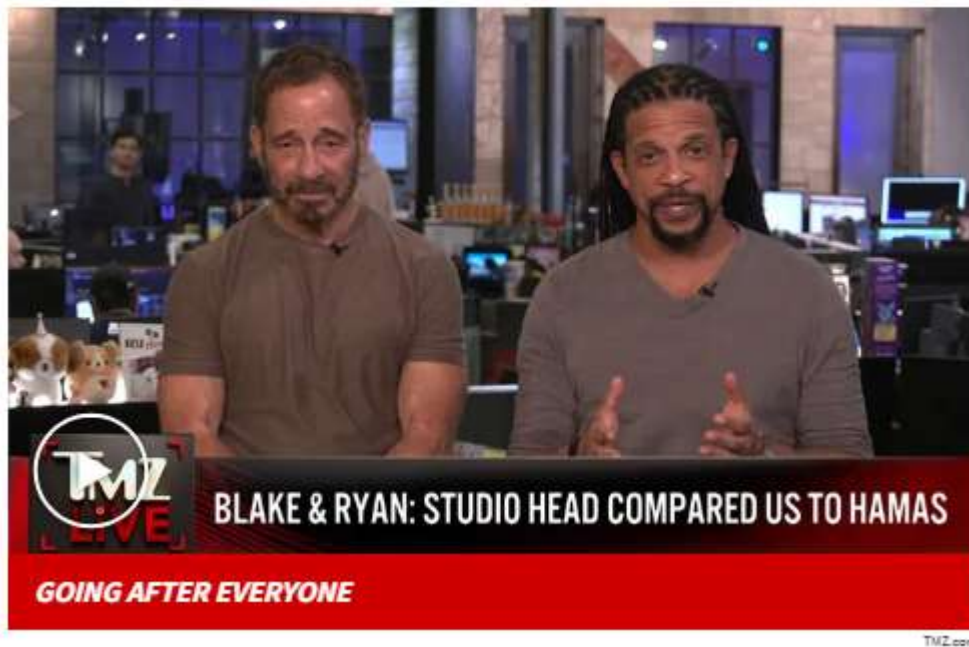 TMZ
LIVE
BLAKE & RYAN: STUDIO HEAD COMPARED US TO HAMAS
GOING AFTER EVERYONE
TMZ.com